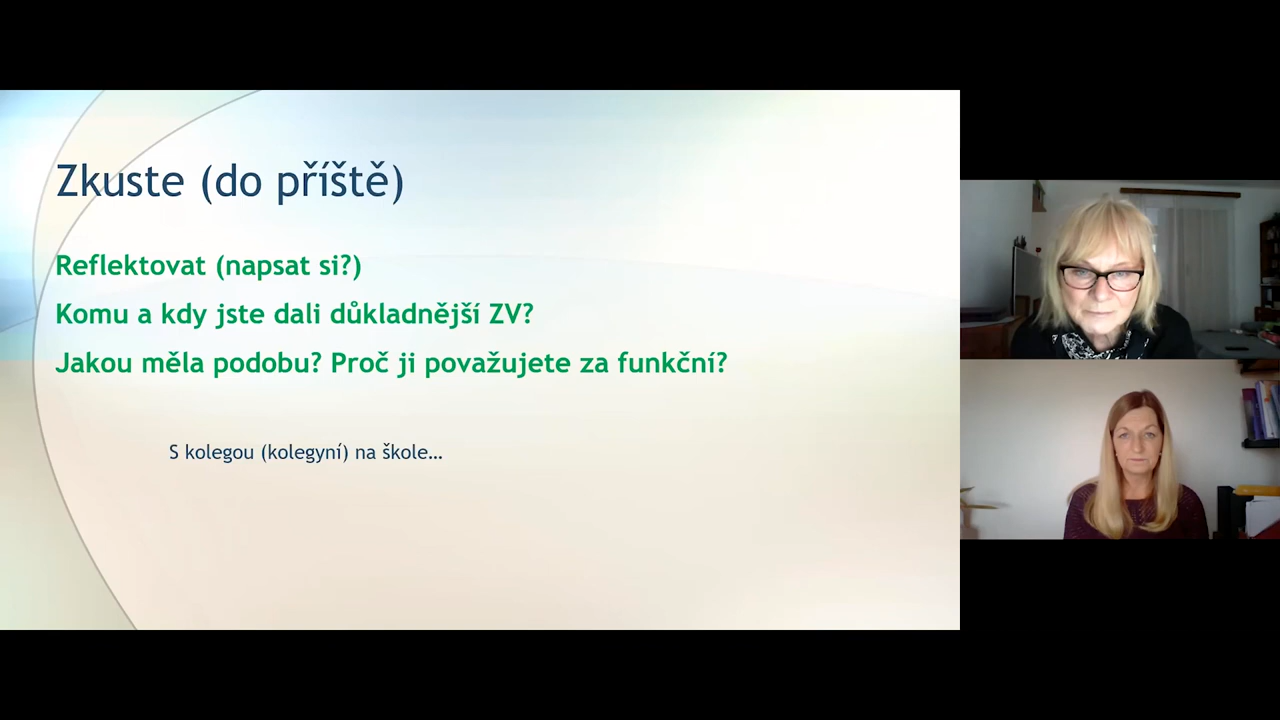 Zkuste (do příště)
Reflektovat (napsat si?)
Komu a kdy jste dali důkladnější ZV?
Jakou měla podobu? Proč ji považujete za funkční?
S kolegou (kolegyní) na škole…